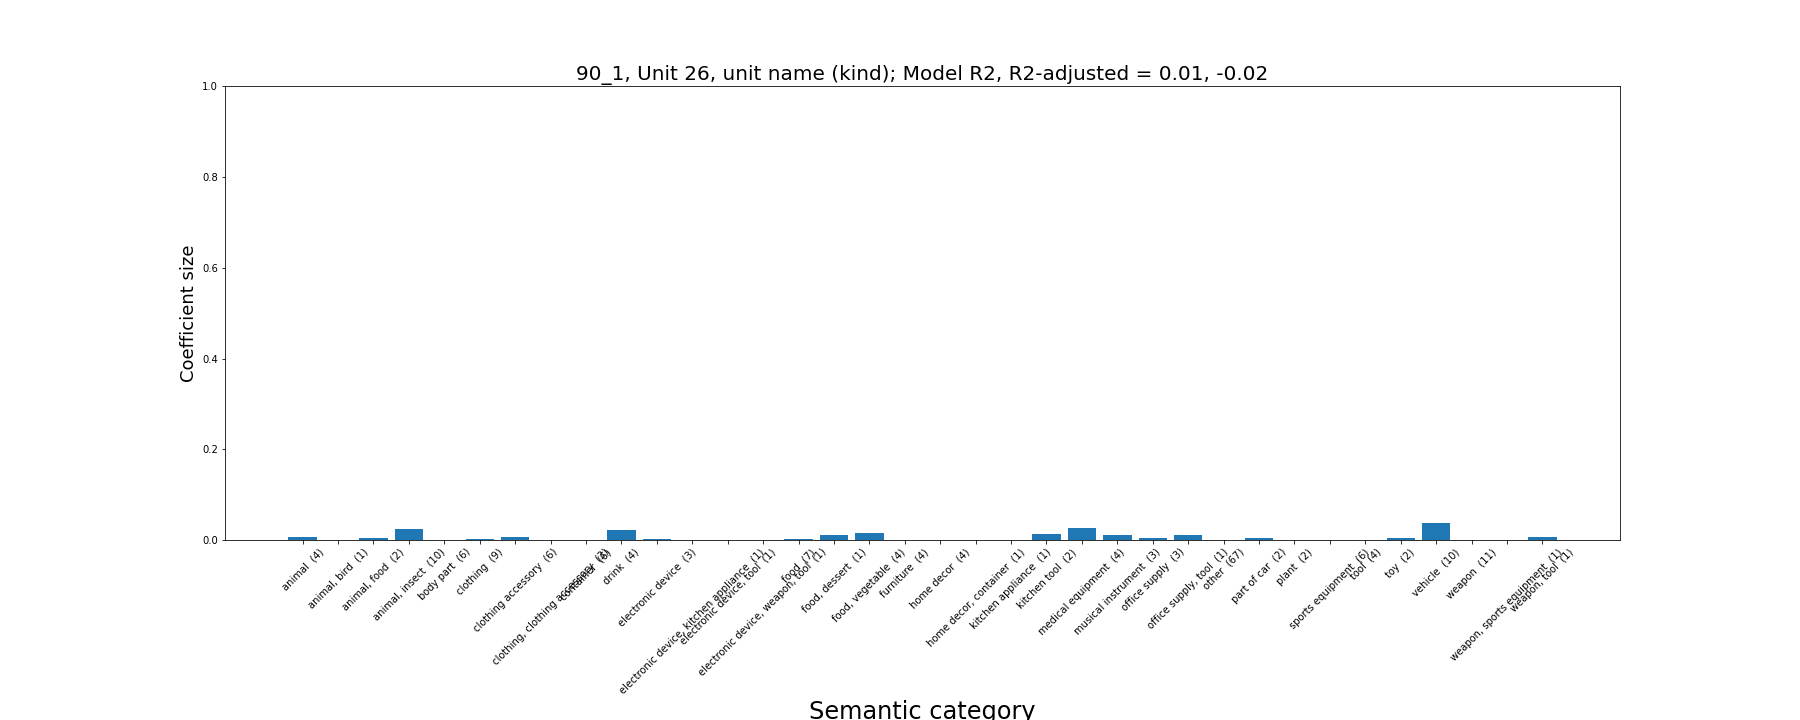 90_1, Unit 26, unit name (kind); Model R2, R2-adjusted = 0.01, -0.02
Coefficient size
1.0
0.8
0.6
0.4
0.2
0.0
animal (4)
animal, bird (1)
animal, food (2)
animal, insect (10)
body part (6)
clothing (9)
clothing accessory (6)
clothing, clothing accessory (3)
container (6)
drink (4)
electronic device (3)
electronic device, kitchen appliance (1)
electronic device, tool (1)
electronic device, weapon, tool (1)
food (7)
food, dessert (1)
food, vegetable (4)
furniture (4)
home decor (4)
home decor, container (1)
kitchen appliance (1)
kitchen tool (2)
medical equipment (4)
musical instrument (3)
office supply (3)
office supply, tool (1)
other (67)
part of car (2)
plant (2)
sports equipment (6)
tool (4)
toy (2)
vehicle (10)
weapon (11)
weapon, sports equipment (1)
weapon, tool (1)
Semantic category